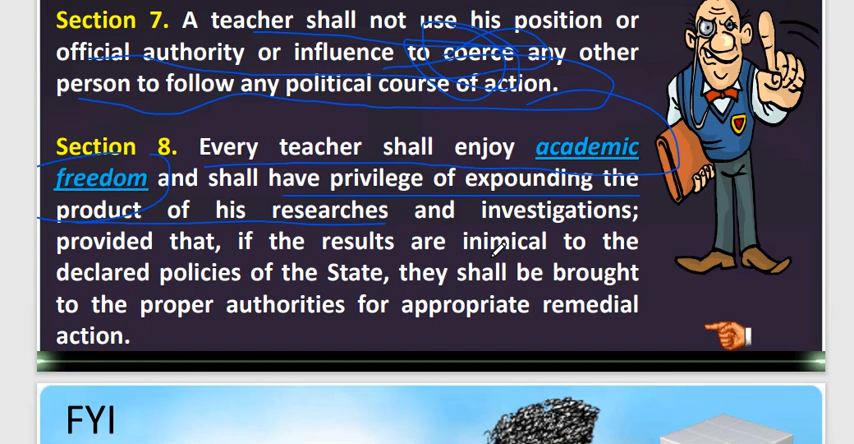 Section 7. A teacher shall not use his position or
official authority or influence to coerce any other
person to follow any political course of action.
Section 8. Every teacher shall enjoy academic
freedom and shall have privilege of expounding the
product of his researches and investigations;
provided that, if the results are inimical to the
declared policies of the State, they shall be brought
to the proper authorities for appropriate remedial
action.
FYI